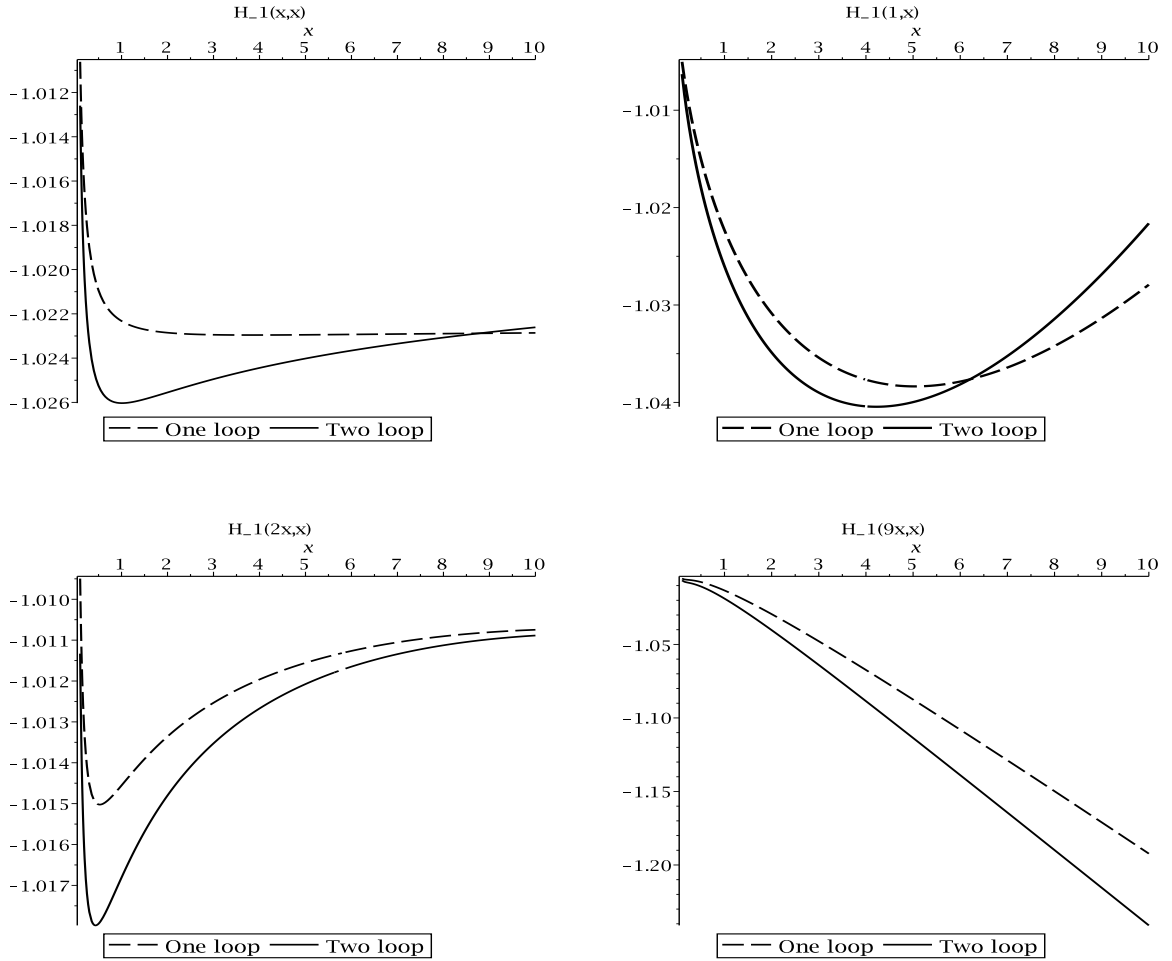 H_1(x,x)
x
1 2 3 4 5 6 7 8 9 10
-1.012
-1.014
-1.016
-1.018
-1.020
-1.022
-1.024
-1.026
One loop Two loop
H_1(1,x)
x
1 2 3 4 5 6 7 8 9 10
-1.01
-1.02
-1.03
-1.04
One loop Two loop
H_1(2x,x)
x
1 2 3 4 5 6 7 8 9 10
-1.010
-1.011
-1.012
-1.013
-1.014
-1.015
-1.016
-1.017
One loop Two loop
H_1(9x,x)
x
1 2 3 4 5 6 7 8 9 10
-1.05
-1.10
-1.15
-1.20
One loop Two loop